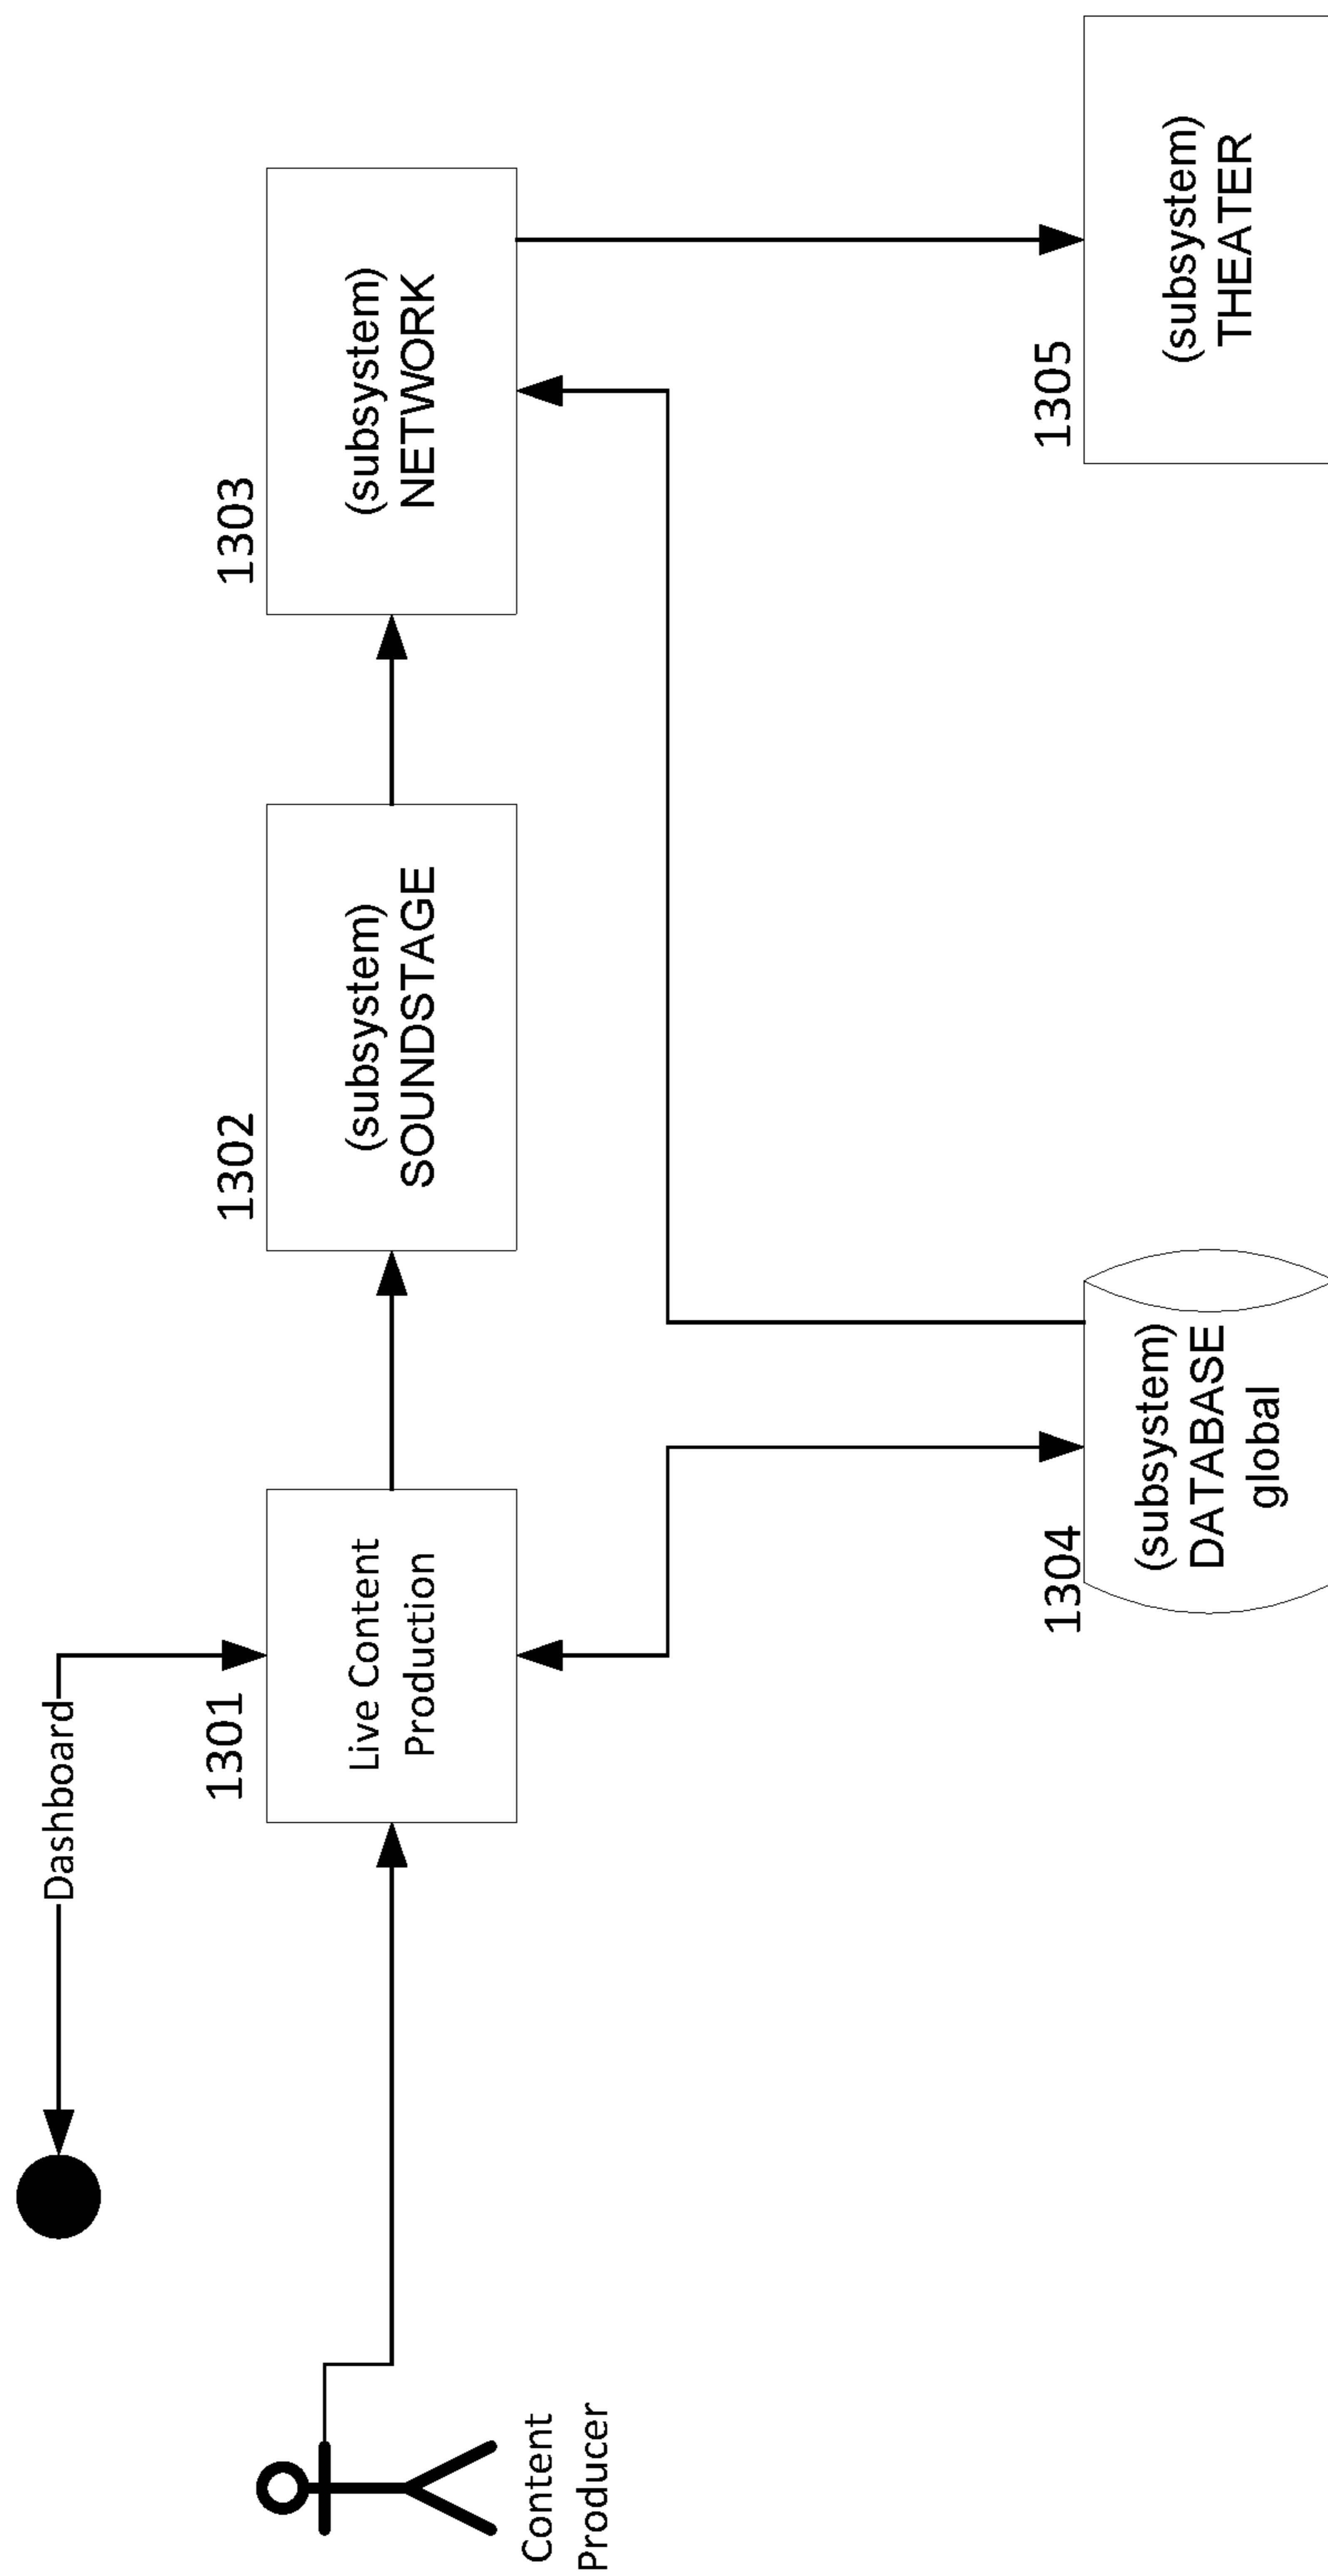 Dashboard
1301
Live Content
Production
1302
(subsystem)
SOUNDSTAGE
1303
(subsystem)
NETWORK
Content
Producer
1304
(subsystem)
DATABASE
global
1305
(subsystem)
THEATER